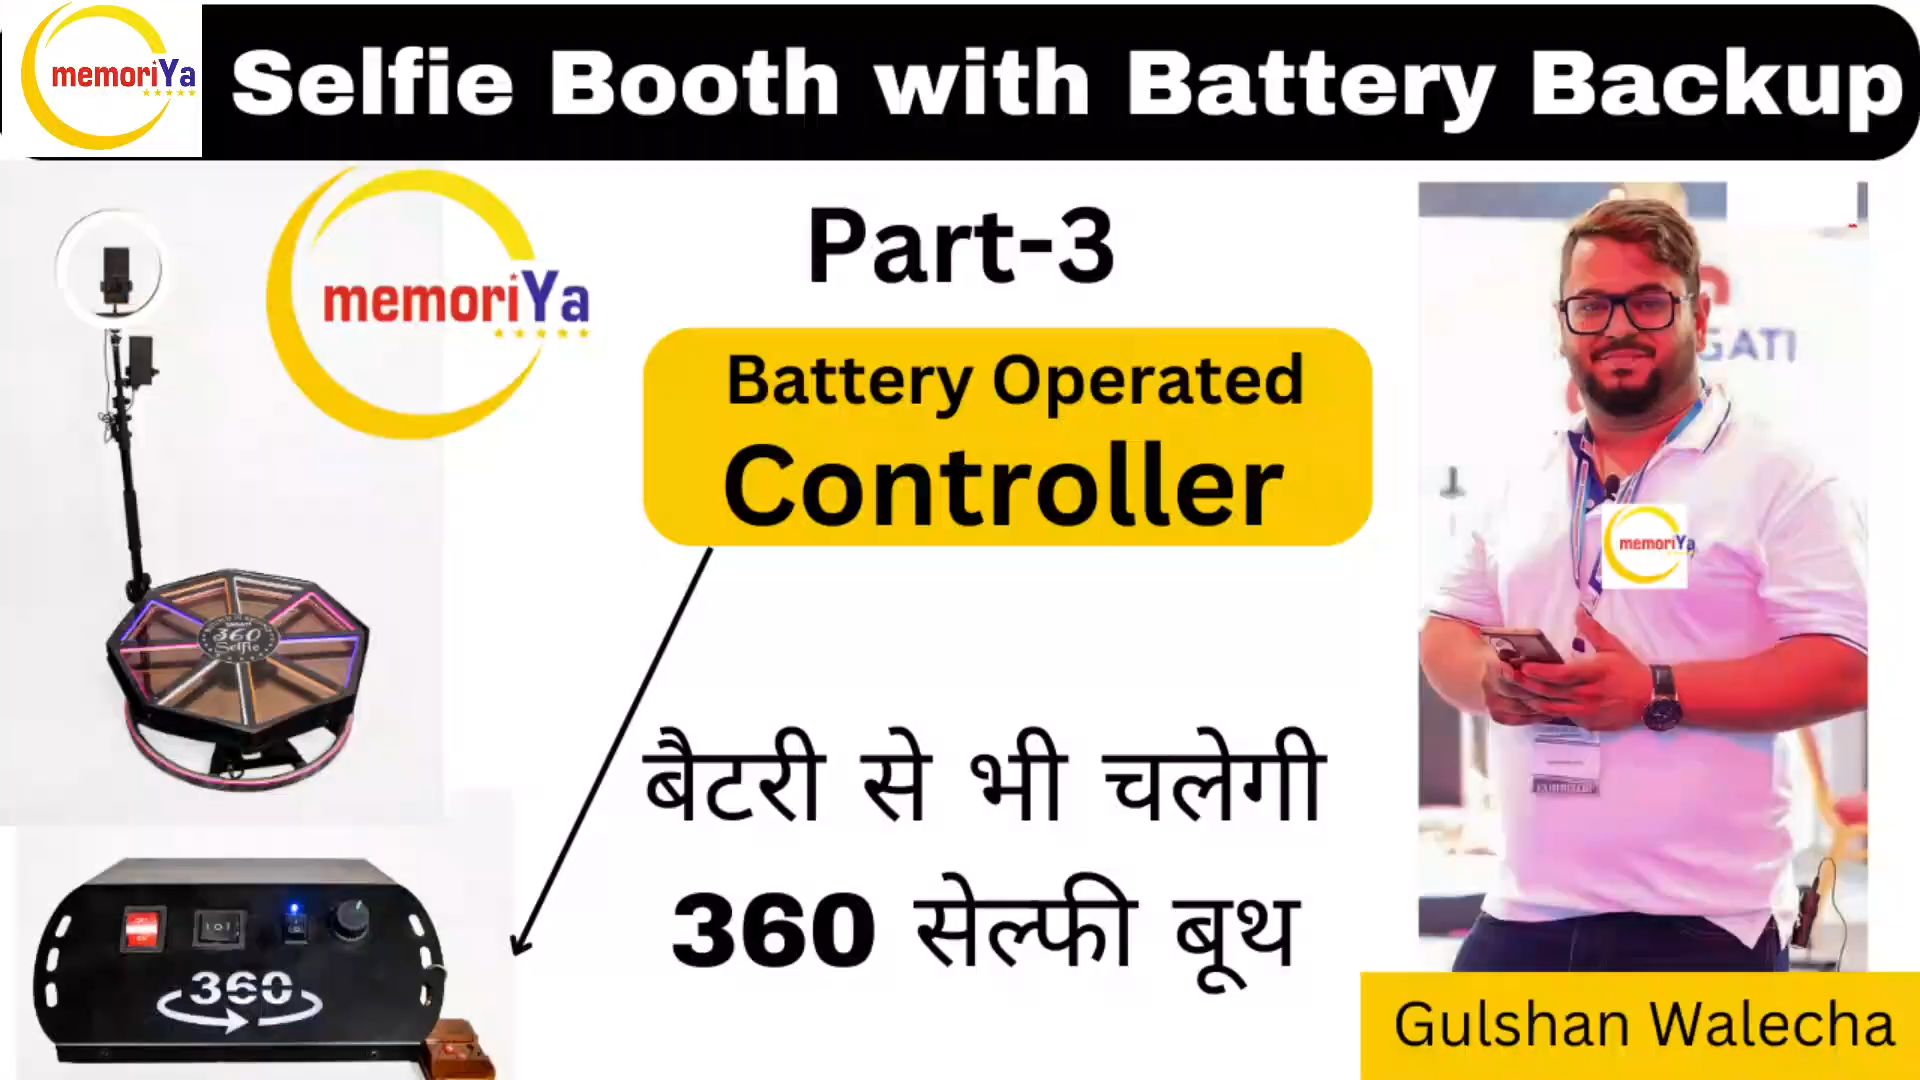 memoriYa
Selfie Booth with Battery Backup
memoriYa
Part-3
Battery Operated
Controller
GATI
memoriYa
360
Selfie
बैटरी से भी चलेगी
360 सेल्फी बूथ
360
EXHIBITOR
Gulshan Walecha